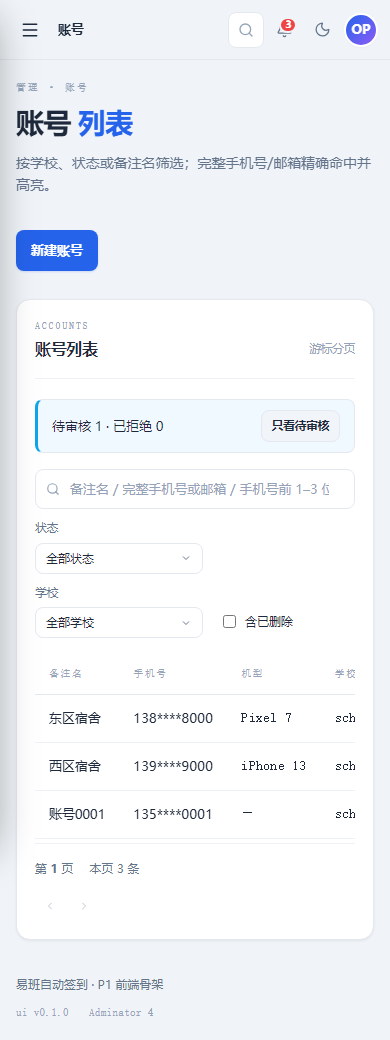 账号
3
OP
管理 · 账号
账号 列表
按学校、状态或备注名筛选；完整手机号/邮箱精确命中并
高亮。
新建账号
ACCOUNTS
账号列表
游标分页
待审核 1 · 已拒绝 0
只看待审核
备注名 / 完整手机号或邮箱 / 手机号前 1–3 位
状态
全部状态
学校
全部学校
含已删除
备注名 手机号 机型 学校
东区宿舍 138****8000 Pixel 7 sch
西区宿舍 139****9000 iPhone 13 sch
账号0001 135****0001 — sch
第 1 页 本页 3 条
易班自动签到 · P1 前端骨架
ui v0.1.0 Adminator 4